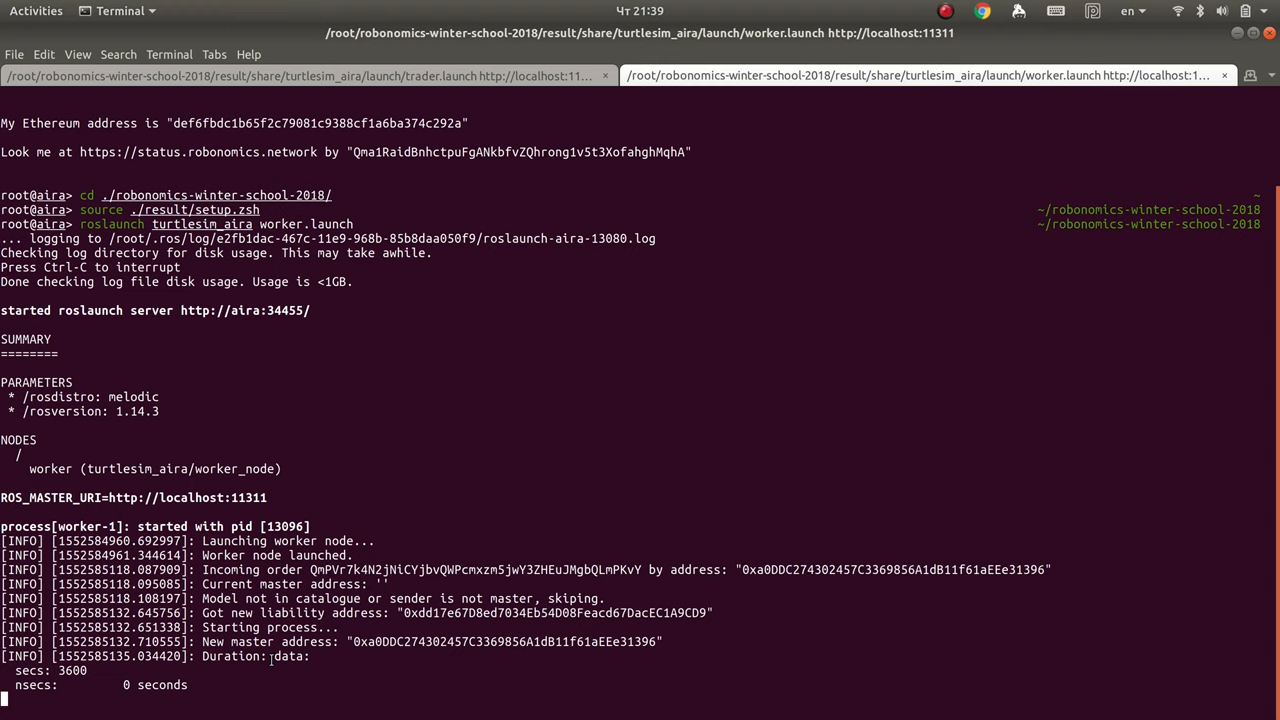 Activities Terminal Чт 21:39 en
/root/robonomics-winter-school-2018/result/share/turtlesim_aira/launch/worker.launch http://localhost:11311
File Edit View Search Terminal Tabs Help
/root/robonomics-winter-school-2018/result/share/turtlesim_aira/launch/trader.launch http://localhost:11... × /root/robonomics-winter-school-2018/result/share/turtlesim_aira/launch/worker.launch http://localhost:1... ×
My Ethereum address is "def6fbdc1b65f2c79081c9388cf1a6ba374c292a"
Look me at https://status.robonomics.network by "Qma1RaidBnhctpuFgANkbfvZQhrong1v5t3XofahghMqhA"
root@aira> cd ./robonomics-winter-school-2018/ ~
root@aira> source ./result/setup.zsh ~/robonomics-winter-school-2018
root@aira> roslaunch turtlesim_aira worker.launch ~/robonomics-winter-school-2018
... logging to /root/.ros/log/e2fb1dac-467c-11e9-968b-85b8daa050f9/roslaunch-aira-13080.log
Checking log directory for disk usage. This may take awhile.
Press Ctrl-C to interrupt
Done checking log file disk usage. Usage is <1GB.
started roslaunch server http://aira:34455/
SUMMARY
========
PARAMETERS
* /rosdistro: melodic
* /rosversion: 1.14.3
NODES
/
worker (turtlesim_aira/worker_node)
ROS_MASTER_URI=http://localhost:11311
process[worker-1]: started with pid [13096]
[INFO] [1552584960.692997]: Launching worker node...
[INFO] [1552584961.344614]: Worker node launched.
[INFO] [1552585118.087909]: Incoming order QmPVr7k4N2jNiCYjbvQWPcmxzm5jwY3ZHEuJMgbQLmPKvY by address: "0xa0DDC274302457C3369856A1dB11f61aEEe31396"
[INFO] [1552585118.095085]: Current master address: ''
[INFO] [1552585118.108197]: Model not in catalogue or sender is not master, skiping.
[INFO] [1552585132.645756]: Got new liability address: "0xdd17e67D8ed7034Eb54D08Feacd67DacEC1A9CD9"
[INFO] [1552585132.651338]: Starting process...
[INFO] [1552585132.710555]: New master address: "0xa0DDC274302457C3369856A1dB11f61aEEe31396"
[INFO] [1552585135.034420]: Duration: data:
secs: 3600
nsecs: 0 seconds